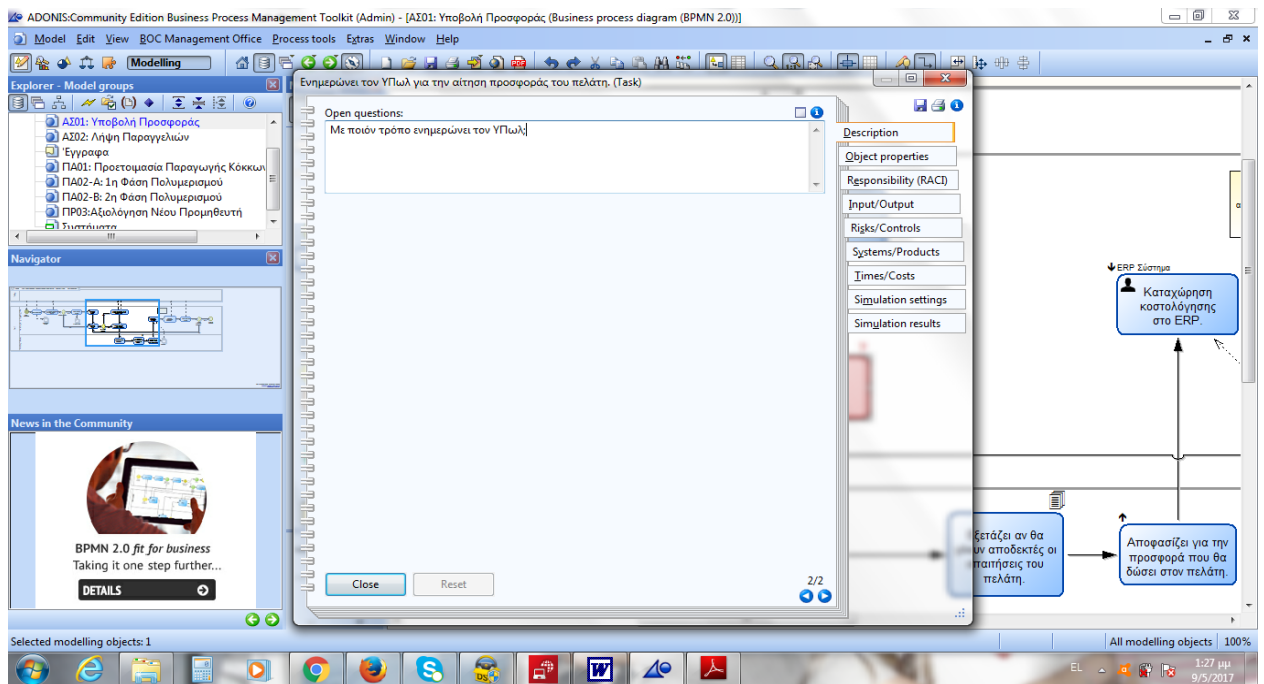 ADONIS:Community Edition Business Process Management Toolkit (Admin) - [ΑΣ01: Υποβολή Προσφοράς (Business process diagram (BPMN 2.0))]
Model Edit View BOC Management Office Process tools Extras Window Help
Modelling
Explorer - Model groups
ΑΣ01: Υποβολή Προσφοράς
ΑΣ02: Λήψη Παραγγελιών
Έγγραφα
ΠΑ01: Προετοιμασία Παραγωγής Κόκκων
ΠΑ02-Α: 1η Φάση Πολυμερισμού
ΠΑ02-Β: 2η Φάση Πολυμερισμού
ΠΡ03:Αξιολόγηση Νέου Προμηθευτή
Συστήματα
Navigator
News in the Community
BPMN 2.0 fit for business
Taking it one step further...
DETAILS
Ενημερώνει τον ΥΠωλ για την αίτηση προσφοράς του πελάτη. (Task)
Open questions:
Με ποιόν τρόπο ενημερώνει τον ΥΠωλ;
Description
Object properties
Responsibility (RACI)
Input/Output
Risks/Controls
Systems/Products
Times/Costs
Simulation settings
Simulation results
Close Reset
2/2
ERP Σύστημα
Καταχώρηση
κοστολόγησης
στο ERP.
ξετάζει αν θα
αποδεκτές οι
παιτήσεις του
πελάτη.
Αποφασίζει για την
προσφορά που θα
δώσει στον πελάτη.
Selected modelling objects: 1
All modelling objects 100%
EL
1:27 μμ
9/5/2017